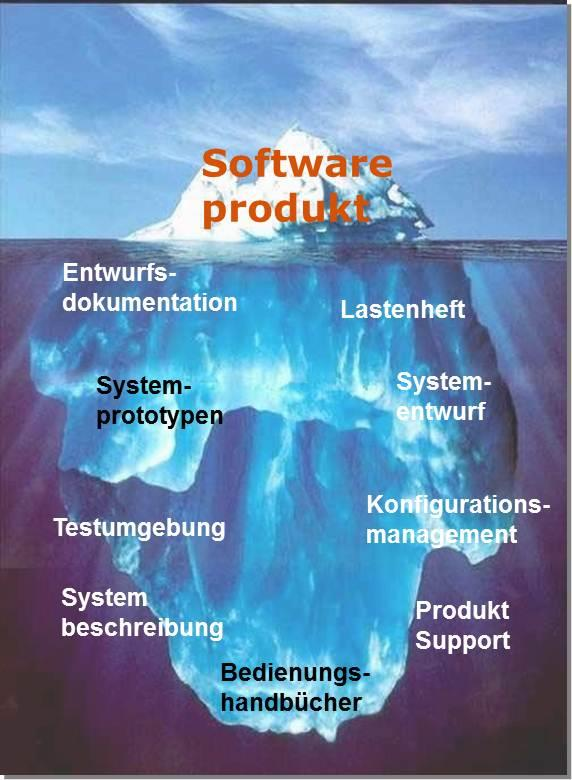 Software
produkt
Entwurfs-
dokumentation
Lastenheft
System-
prototypen
System-
entwurf
Konfigurations-
management
Testumgebung
System
beschreibung
Produkt
Support
Bedienungs-
handbücher